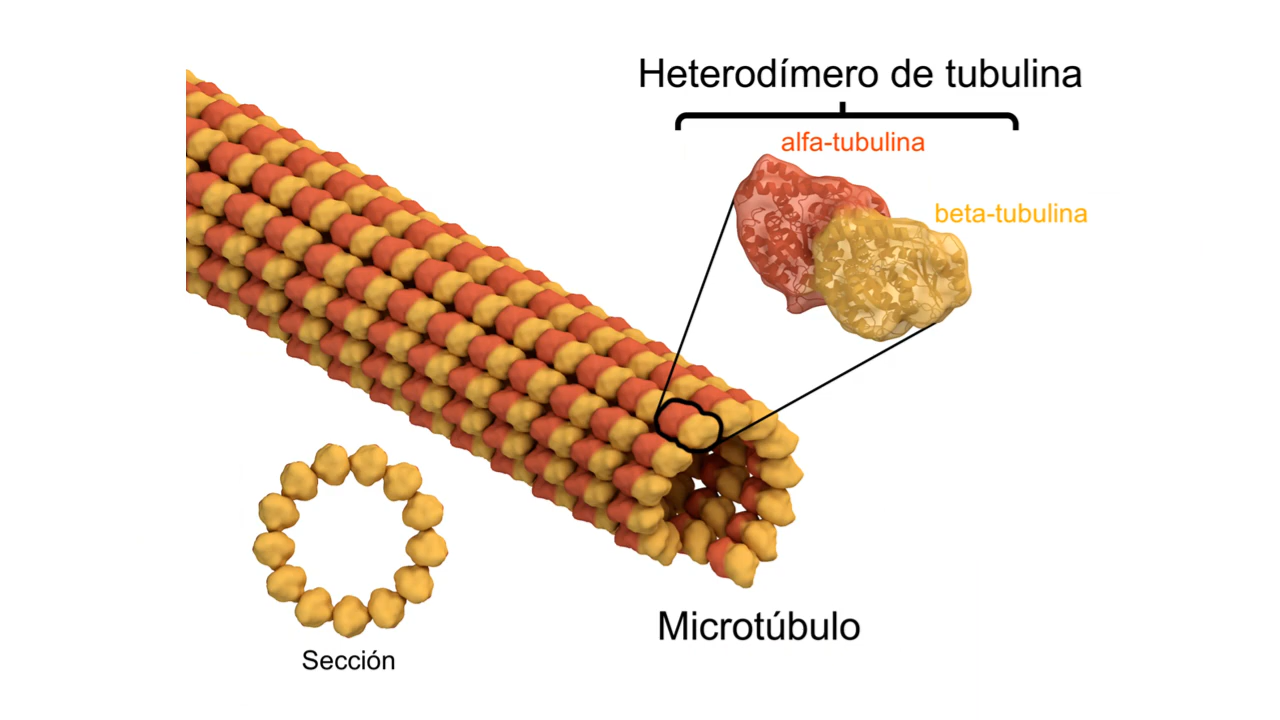 Heterodímero de tubulina
alfa-tubulina
beta-tubulina
Microtúbulo
Sección